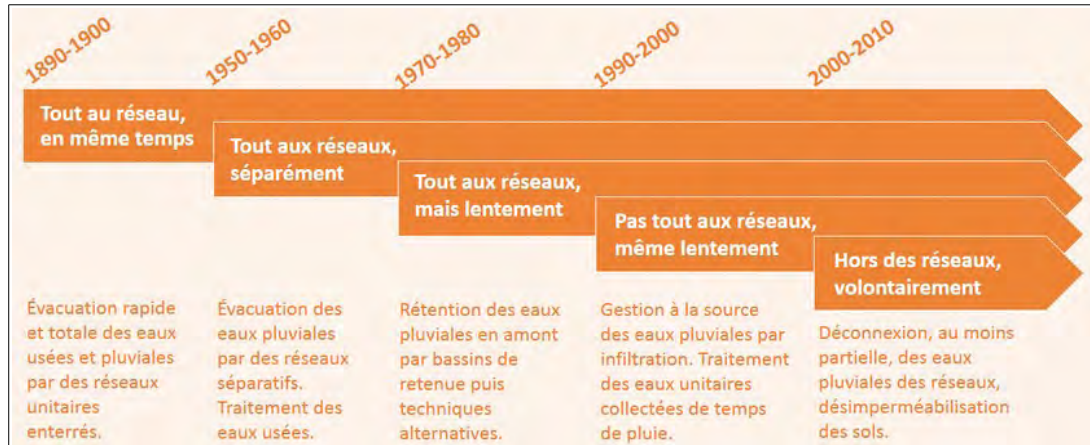 1890-1900
1950-1960
1970-1980
1990-2000
2000-2010
Tout au réseau,
en même temps
Tout aux réseaux,
séparément
Tout aux réseaux,
mais lentement
Pas tout aux réseaux,
même lentement
Hors des réseaux,
volontairement
Évacuation rapide
et totale des eaux
usées et pluviales
par des réseaux
unitaires
enterrés.
Évacuation des
eaux pluviales
par des réseaux
séparatifs.
Traitement des
eaux usées.
Rétention des eaux
pluviales en amont
par bassins de
retenue puis
techniques
alternatives.
Gestion à la source
des eaux pluviales par
infiltration. Traitement
des eaux unitaires
collectées de temps
de pluie.
Déconnexion, au moins
partielle, des eaux
pluviales des réseaux,
désimperméabilisation
des sols.